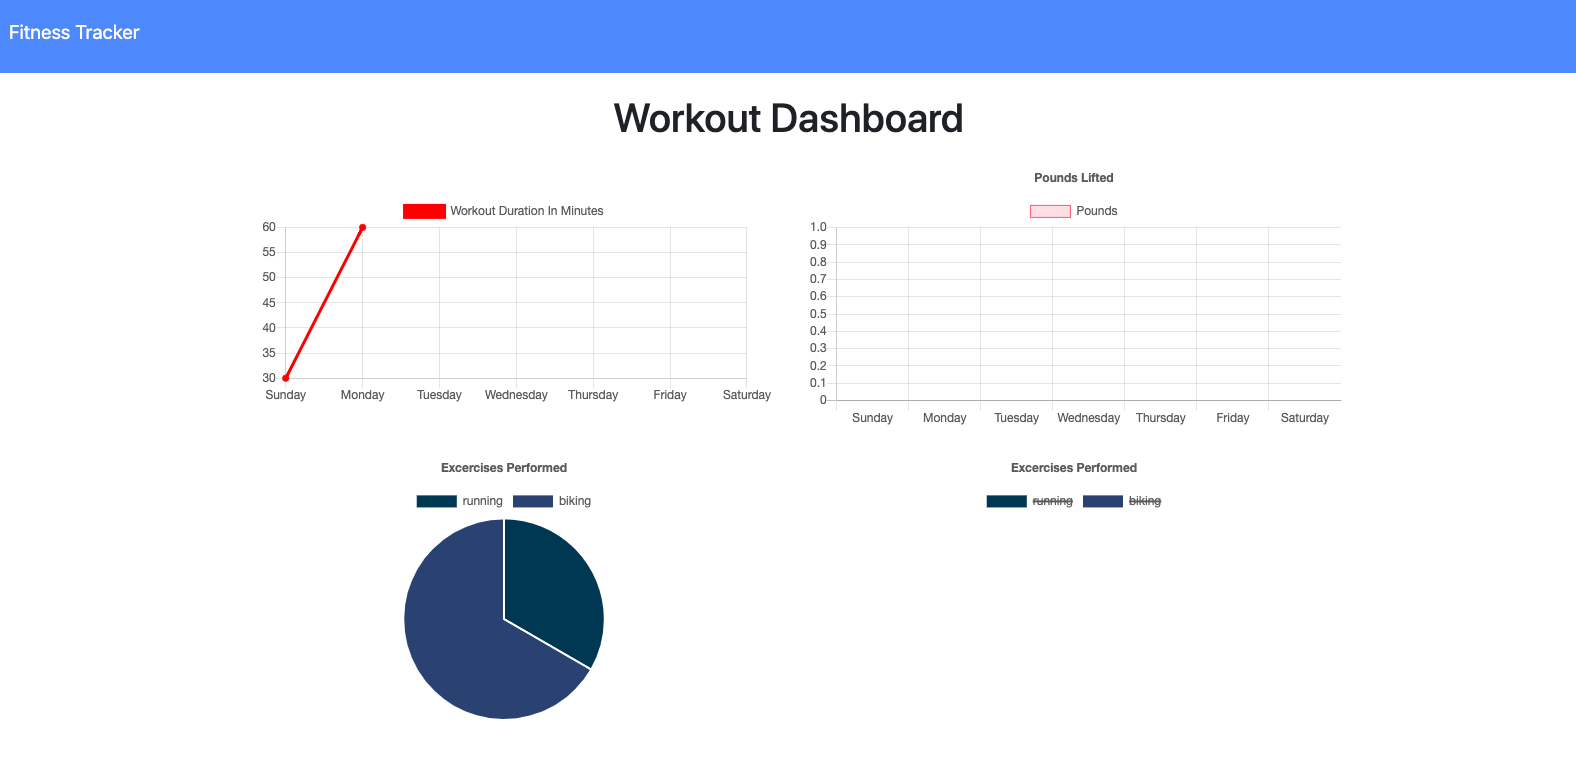 Fitness Tracker
Workout Dashboard
Workout Duration In Minutes
60
55
50
45
40
35
30
Sunday Monday Tuesday Wednesday Thursday Friday Saturday
Pounds Lifted
Pounds
1.0
0.9
0.8
0.7
0.6
0.5
0.4
0.3
0.2
0.1
0
Sunday Monday Tuesday Wednesday Thursday Friday Saturday
Excercises Performed
running biking
Excercises Performed
running biking